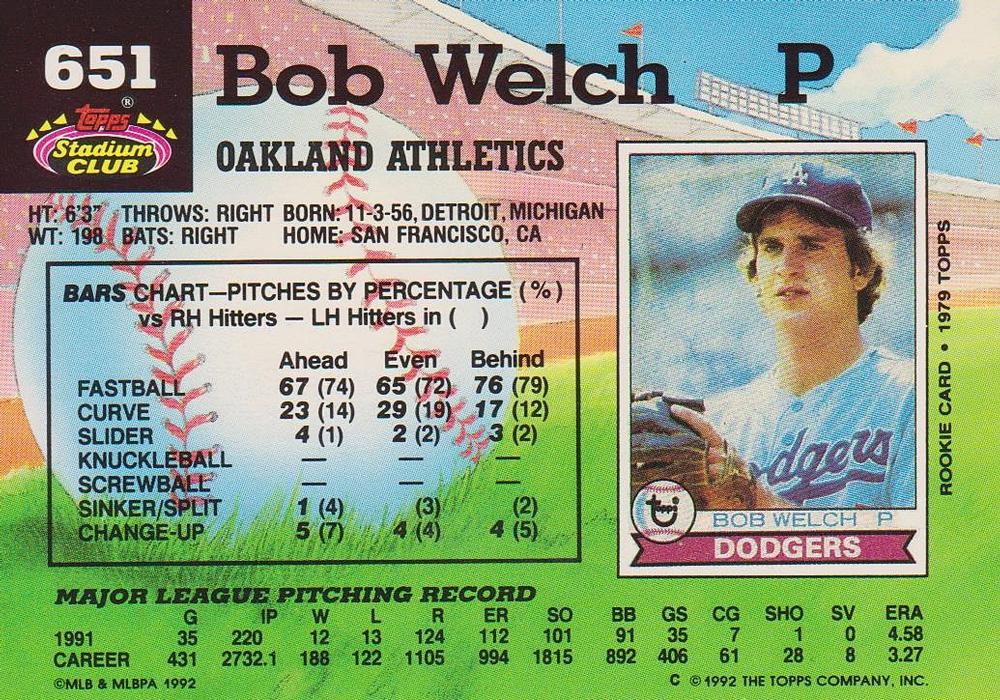 651
Bob Welch P
Topps®
Stadium
CLUB
OAKLAND ATHLETICS
HT: 6'3" THROWS: RIGHT BORN: 11-3-56, DETROIT, MICHIGAN
WT: 198 BATS: RIGHT HOME: SAN FRANCISCO, CA
BARS CHART—PITCHES BY PERCENTAGE (%)
vs RH Hitters — LH Hitters in ( )
Ahead Even Behind
FASTBALL 67 (74) 65 (72) 76 (79)
CURVE 23 (14) 29 (19) 17 (12)
SLIDER 4 (1) 2 (2) 3 (2)
KNUCKLEBALL — — —
SCREWBALL — — —
SINKER/SPLIT 1 (4) (3) (2)
CHANGE-UP 5 (7) 4 (4) 4 (5)
LA
Dodgers
Topps
BOB WELCH P
DODGERS
ROOKIE CARD • 1979 TOPPS
MAJOR LEAGUE PITCHING RECORD
G IP W L R ER SO BB GS CG SHO SV ERA
1991 35 220 12 13 124 112 101 91 35 7 1 0 4.58
CAREER 431 2732.1 188 122 1105 994 1815 892 406 61 28 8 3.27
©MLB & MLBPA 1992
C ©1992 THE TOPPS COMPANY, INC.